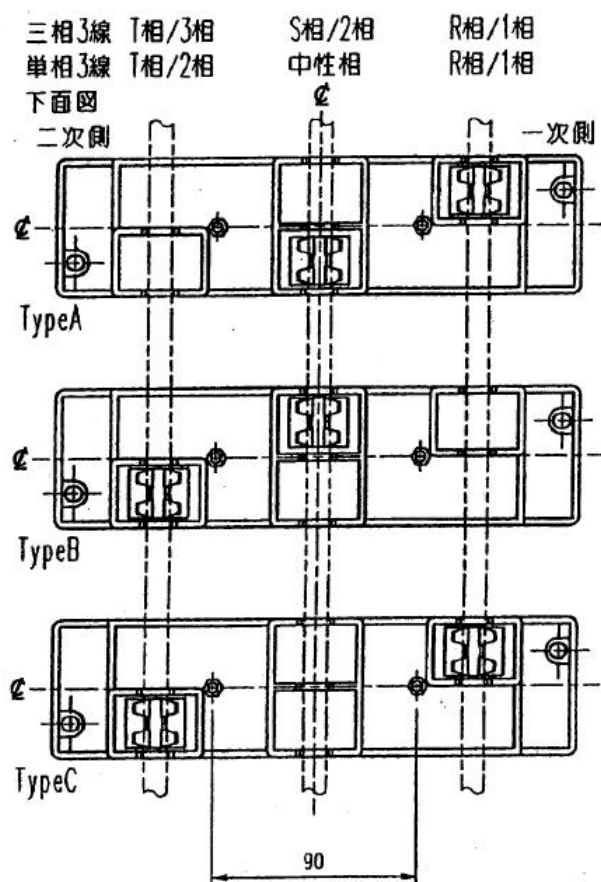 三相3線 T相/3相 S相/2相 R相/1相
単相3線 T相/2相 中性相 R相/1相
下面図 ℄
二次側 一次側
℄
TypeA
℄
TypeB
℄
TypeC
90